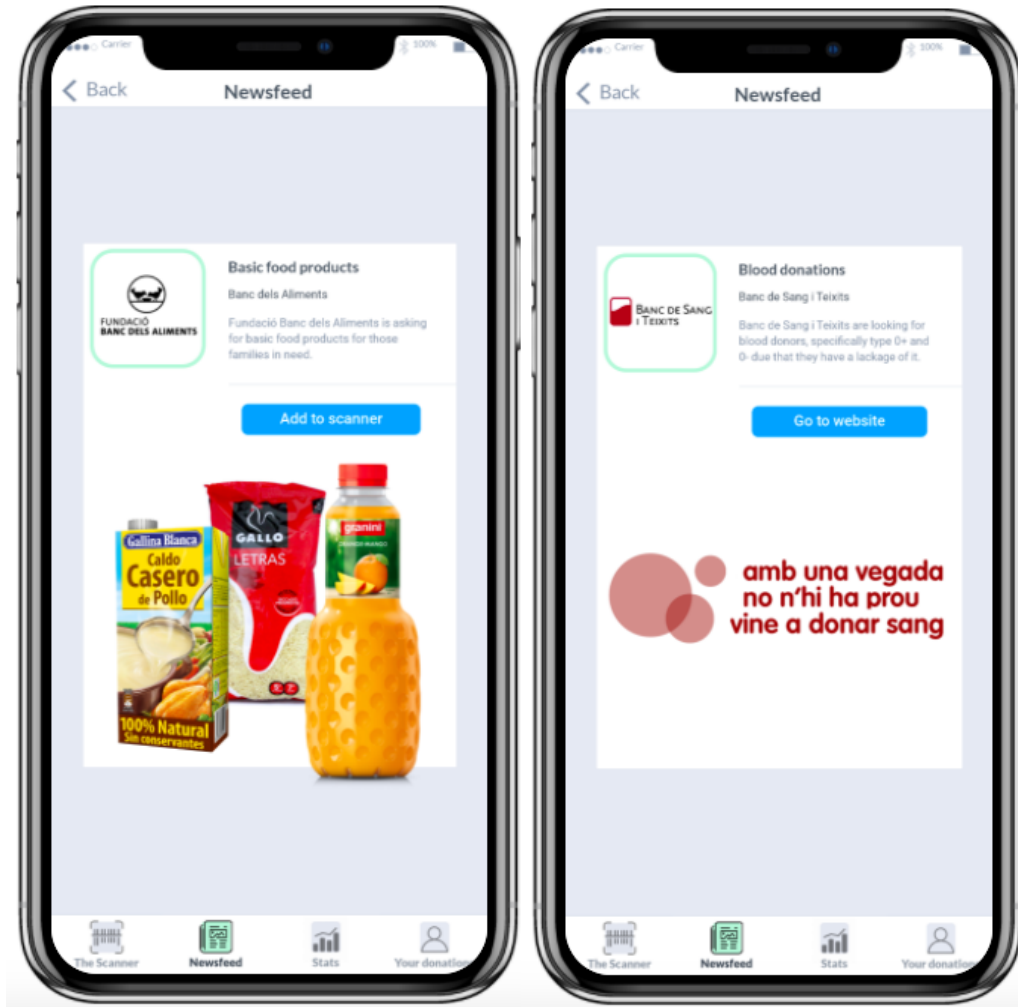 Carrier
100%
Back
Newsfeed
FUNDACIÓ
BANC DELS ALIMENTS
Basic food products
Banc dels Aliments
Fundació Banc dels Aliments is asking
for basic food products for those
families in need.
Add to scanner
Gallina Blanca
Caldo
Casero
de Pollo
100% Natural
Sin conservantes
GALLO
LETRAS
granini
The Scanner
Newsfeed
Stats
Your donation
Carrier
100%
Back
Newsfeed
BANC DE SANG
I TEIXITS
Blood donations
Banc de Sang i Teixits
Banc de Sang i Teixits are looking for
blood donors, specifically type 0+ and
0- due that they have a lackage of it.
Go to website
amb una vegada
no n'hi ha prou
vine a donar sang
The Scanner
Newsfeed
Stats
Your donation